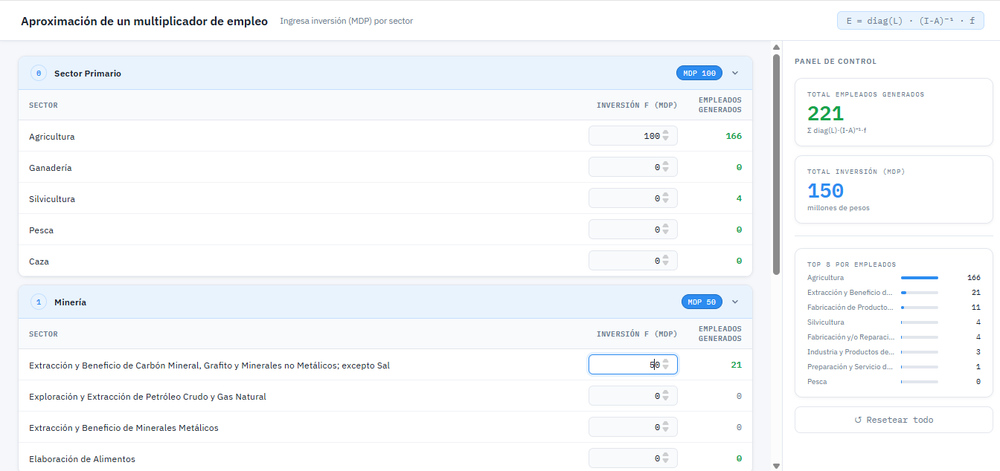 Aproximación de un multiplicador de empleo
Ingresa inversión (MDP) por sector
E = diag(L) · (I-A)⁻¹ · f
0 Sector Primario MDP 100
SECTOR INVERSIÓN F (MDP) EMPLEADOS GENERADOS
Agricultura 100 166
Ganadería 0 0
Silvicultura 0 4
Pesca 0 0
Caza 0 0
1 Minería MDP 50
SECTOR INVERSIÓN F (MDP) EMPLEADOS GENERADOS
Extracción y Beneficio de Carbón Mineral, Grafito y Minerales no Metálicos; excepto Sal 50 21
Exploración y Extracción de Petróleo Crudo y Gas Natural 0 0
Extracción y Beneficio de Minerales Metálicos 0 0
Elaboración de Alimentos 0 0
PANEL DE CONTROL
TOTAL EMPLEADOS GENERADOS
221
Σ diag(L)·(I-A)⁻¹·f
TOTAL INVERSIÓN (MDP)
150
millones de pesos
TOP 8 POR EMPLEADOS
Agricultura 166
Extracción y Beneficio d... 21
Fabricación de Producto... 11
Silvicultura 4
Fabricación y/o Reparaci... 4
Industria y Productos de... 3
Preparación y Servicio d... 1
Pesca 0
↺ Resetear todo